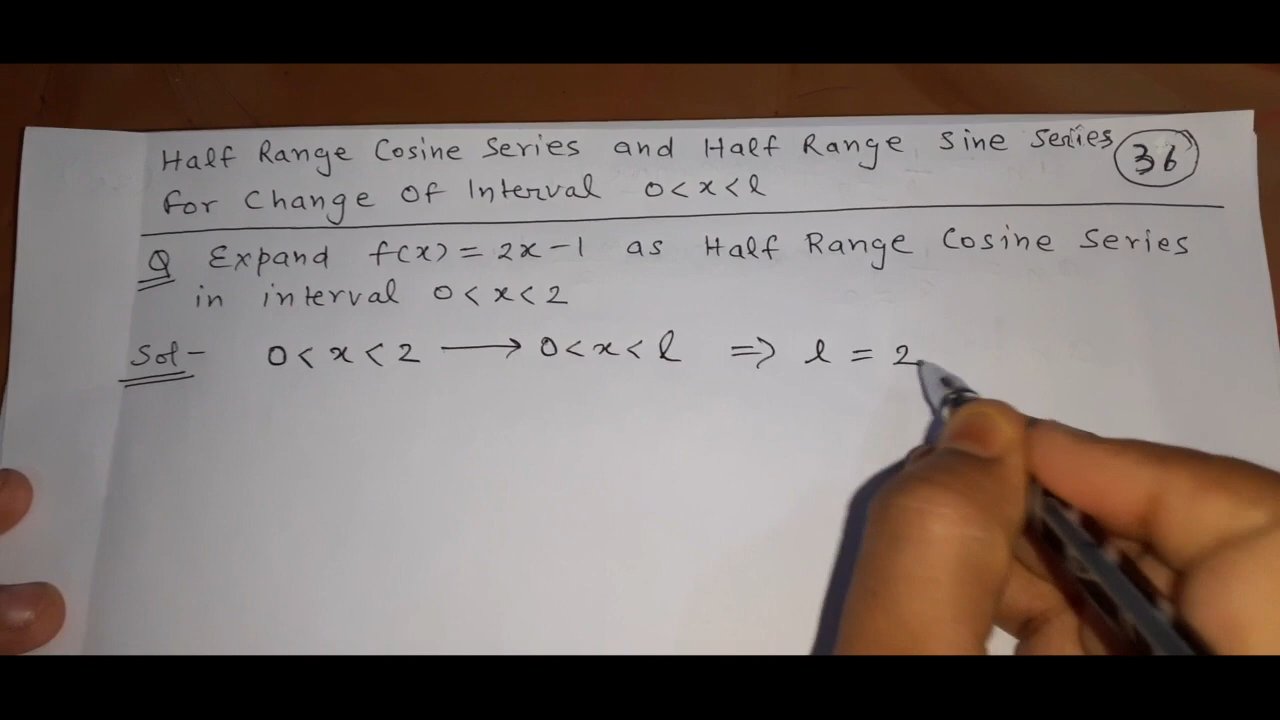 Half Range Cosine Series and Half Range Sine Series 36
for Change Of Interval 0<x<l
Q Expand f(x) = 2x-1 as Half Range Cosine Series
in interval 0<x<2
Sol- 0<x<2 ⟶ 0<x<l ⇒ l = 2